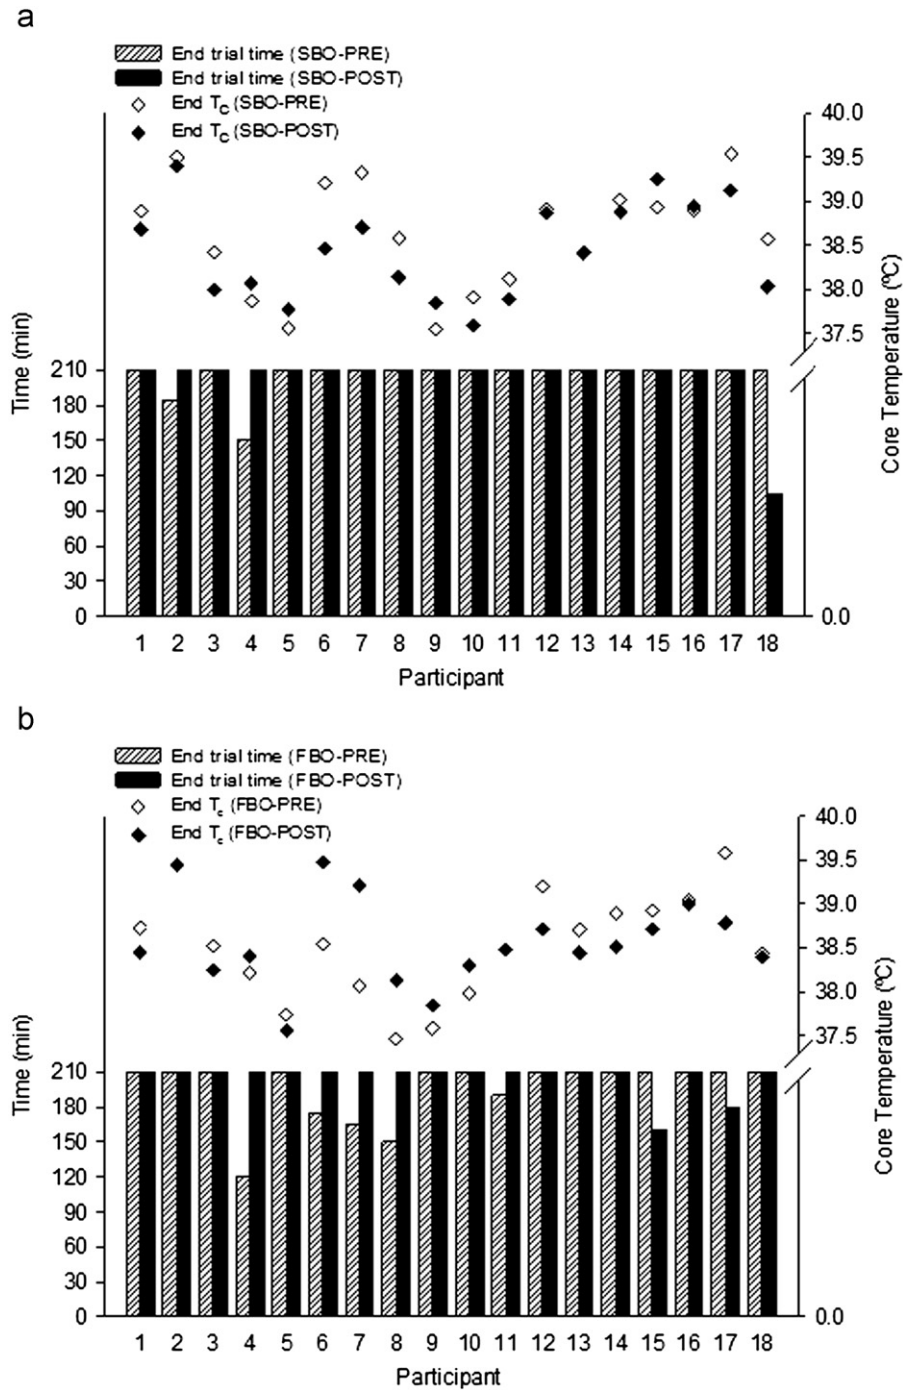 a
End trial time (SBO-PRE)
End trial time (SBO-POST)
End TC (SBO-PRE)
End TC (SBO-POST)
40.0
39.5
39.0
38.5
38.0
37.5
0.0
Core Temperature (ºC)
Time (min)
210
180
150
120
90
60
30
0
1 2 3 4 5 6 7 8 9 10 11 12 13 14 15 16 17 18
Participant
b
End trial time (FBO-PRE)
End trial time (FBO-POST)
End Tc (FBO-PRE)
End Tc (FBO-POST)
40.0
39.5
39.0
38.5
38.0
37.5
0.0
Core Temperature (ºC)
Time (min)
210
180
150
120
90
60
30
0
1 2 3 4 5 6 7 8 9 10 11 12 13 14 15 16 17 18
Participant